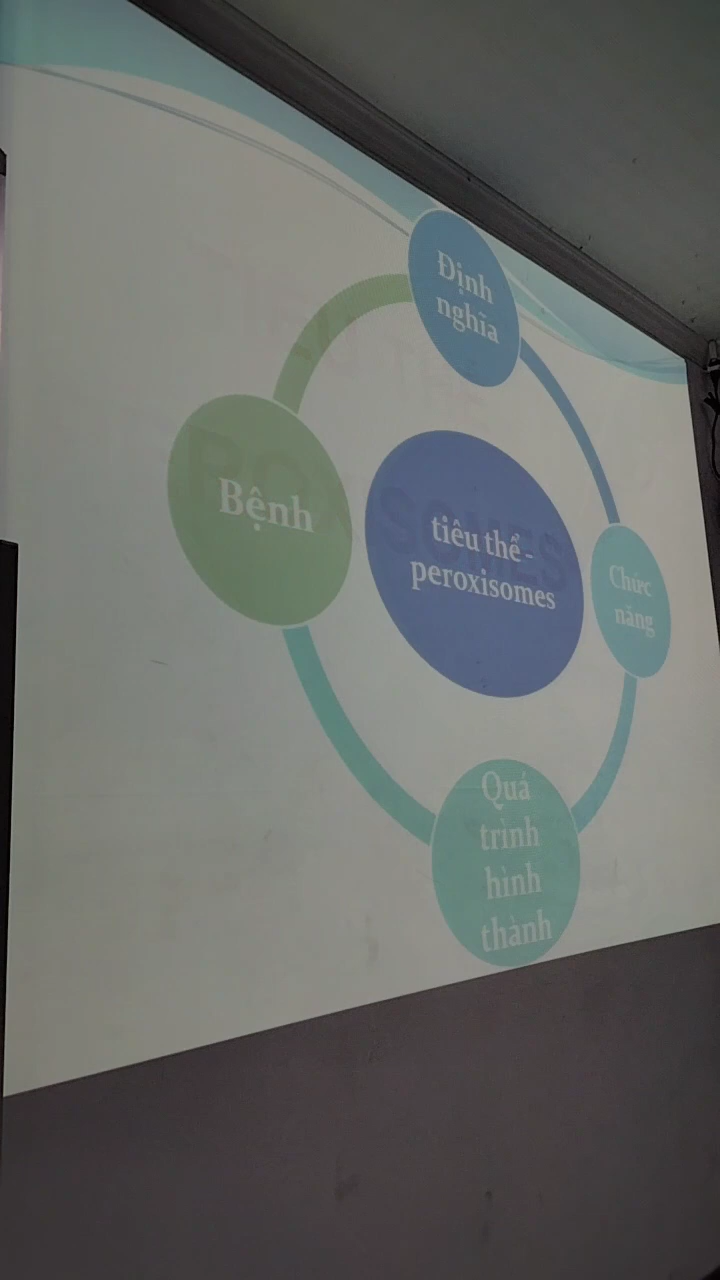 Định
nghĩa
Bệnh
tiêu thể -
peroxisomes
Chức
năng
Quá
trình
hình
thành